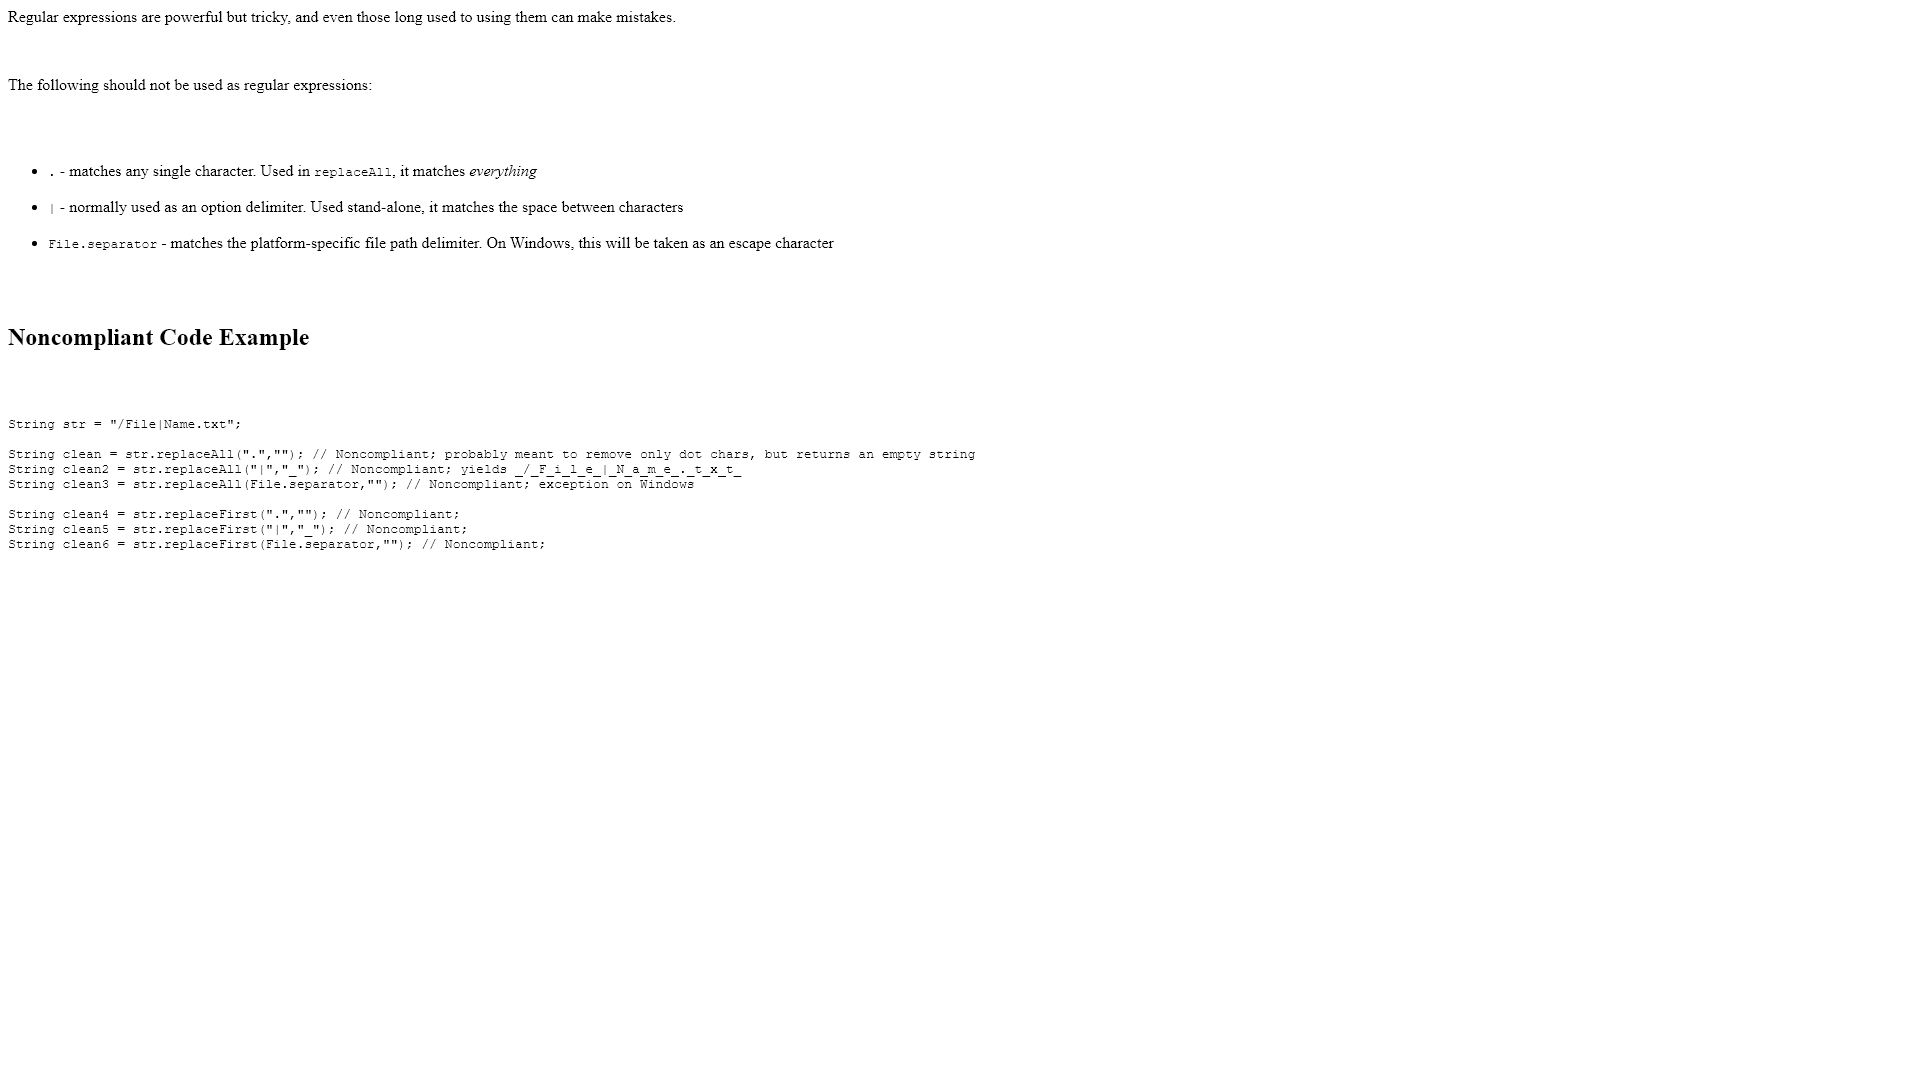 Regular expressions are powerful but tricky, and even those long used to using them can make mistakes.
The following should not be used as regular expressions:
• . - matches any single character. Used in replaceAll, it matches everything
• | - normally used as an option delimiter. Used stand-alone, it matches the space between characters
• File.separator - matches the platform-specific file path delimiter. On Windows, this will be taken as an escape character
Noncompliant Code Example
String str = "/File|Name.txt";
String clean = str.replaceAll(".",""); // Noncompliant; probably meant to remove only dot chars, but returns an empty string
String clean2 = str.replaceAll("|","_"); // Noncompliant; yields _/_F_i_l_e_|_N_a_m_e_._t_x_t_
String clean3 = str.replaceAll(File.separator,""); // Noncompliant; exception on Windows
String clean4 = str.replaceFirst(".",""); // Noncompliant;
String clean5 = str.replaceFirst("|","_"); // Noncompliant;
String clean6 = str.replaceFirst(File.separator,""); // Noncompliant;